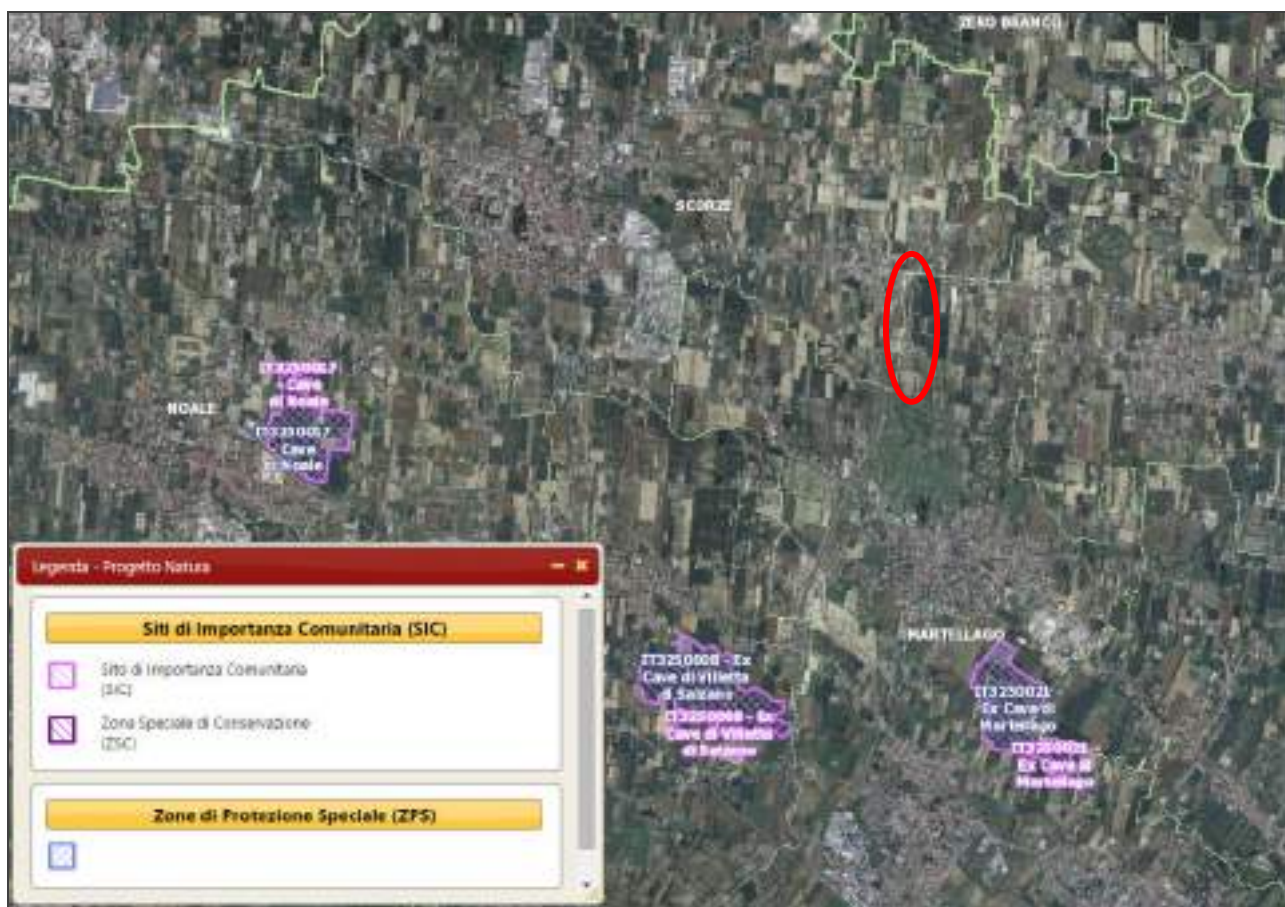 ZERO BRANCO
SCORZE
IT3250017
- Cave
di Noale
NOALE
IT3250017
Cave
di Noale
Legenda - Progetto Natura
Siti di Importanza Comunitaria (SIC)
Sito di Importanza Comunitaria
(SIC)
Zona Speciale di Conservazione
(ZSC)
Zone di Protezione Speciale (ZPS)
MARTELLAGO
IT3250008 - Ex
Cave di Villetta
di Salzano
IT3250008 - Ex
Cave di Villetta
di Salzano
IT3250021
Ex Cave di
Martellago
IT3250021 -
Ex Cave di
Martellago